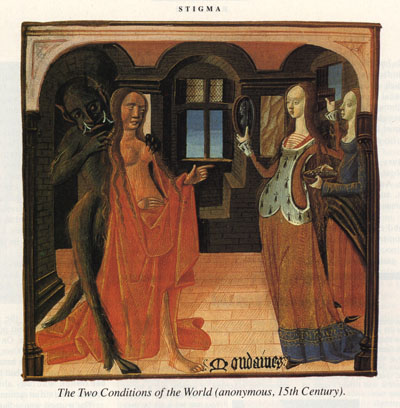 STIGMA
Mondaines
The Two Conditions of the World (anonymous, 15th Century).